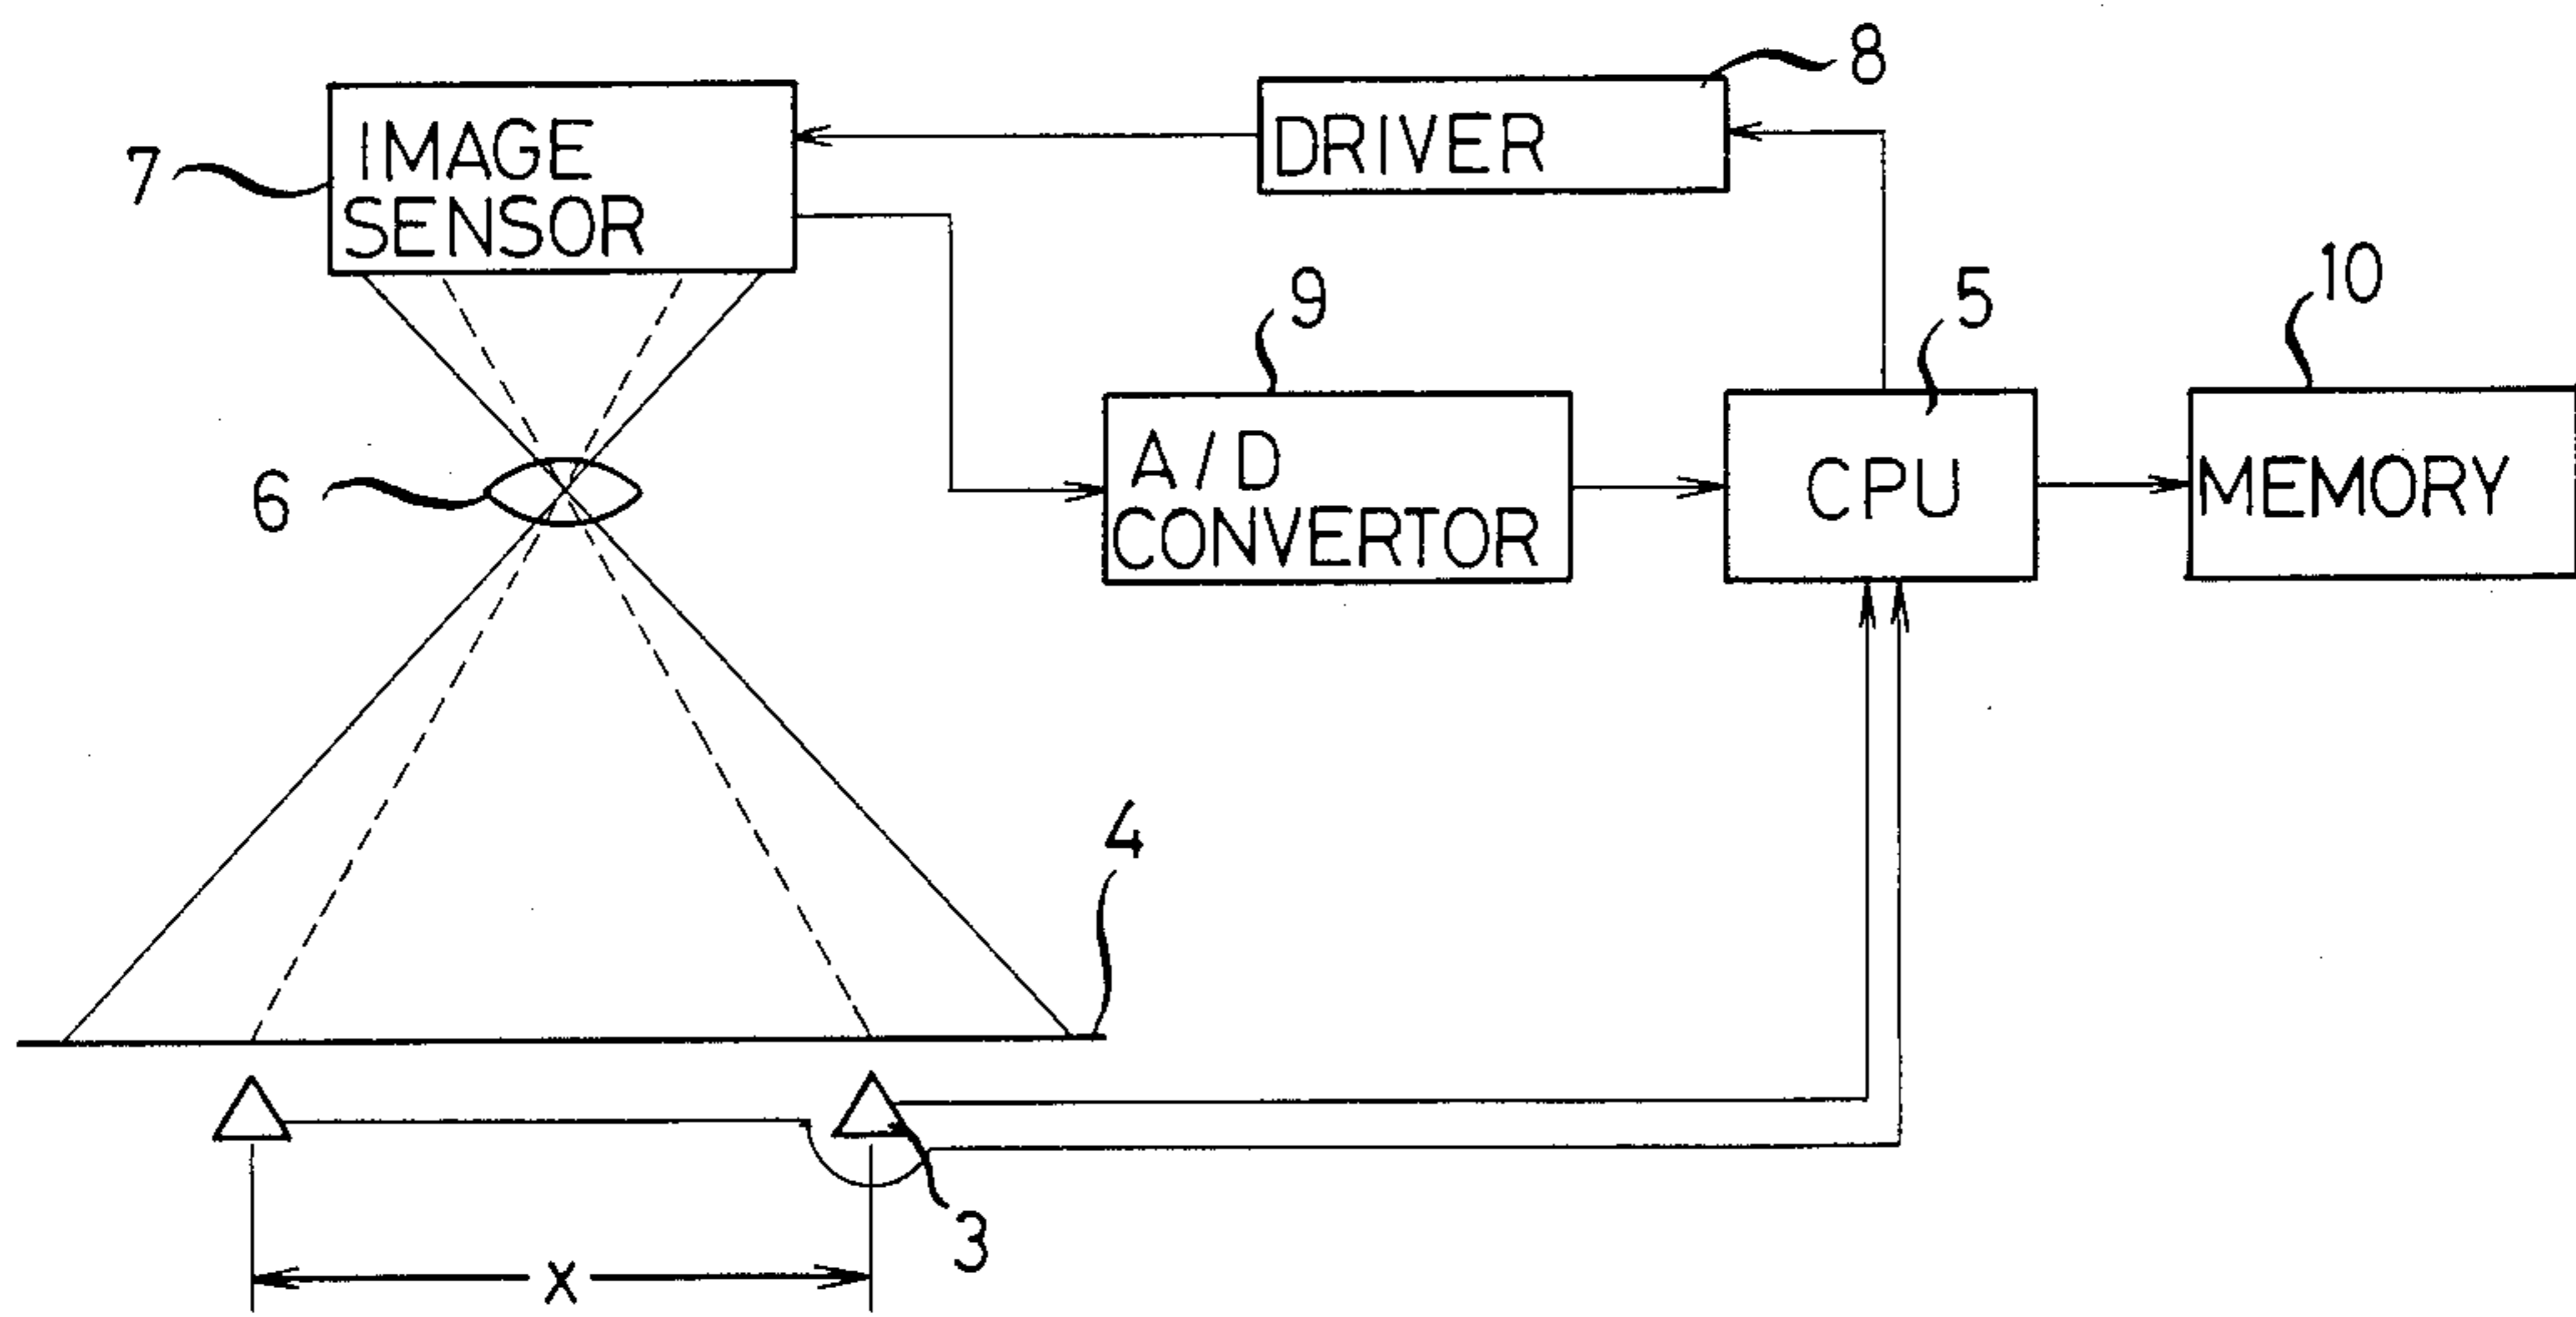 8
7
IMAGE
SENSOR
DRIVER
9
5
10
A/D
CONVERTOR
CPU
MEMORY
6
4
3
X